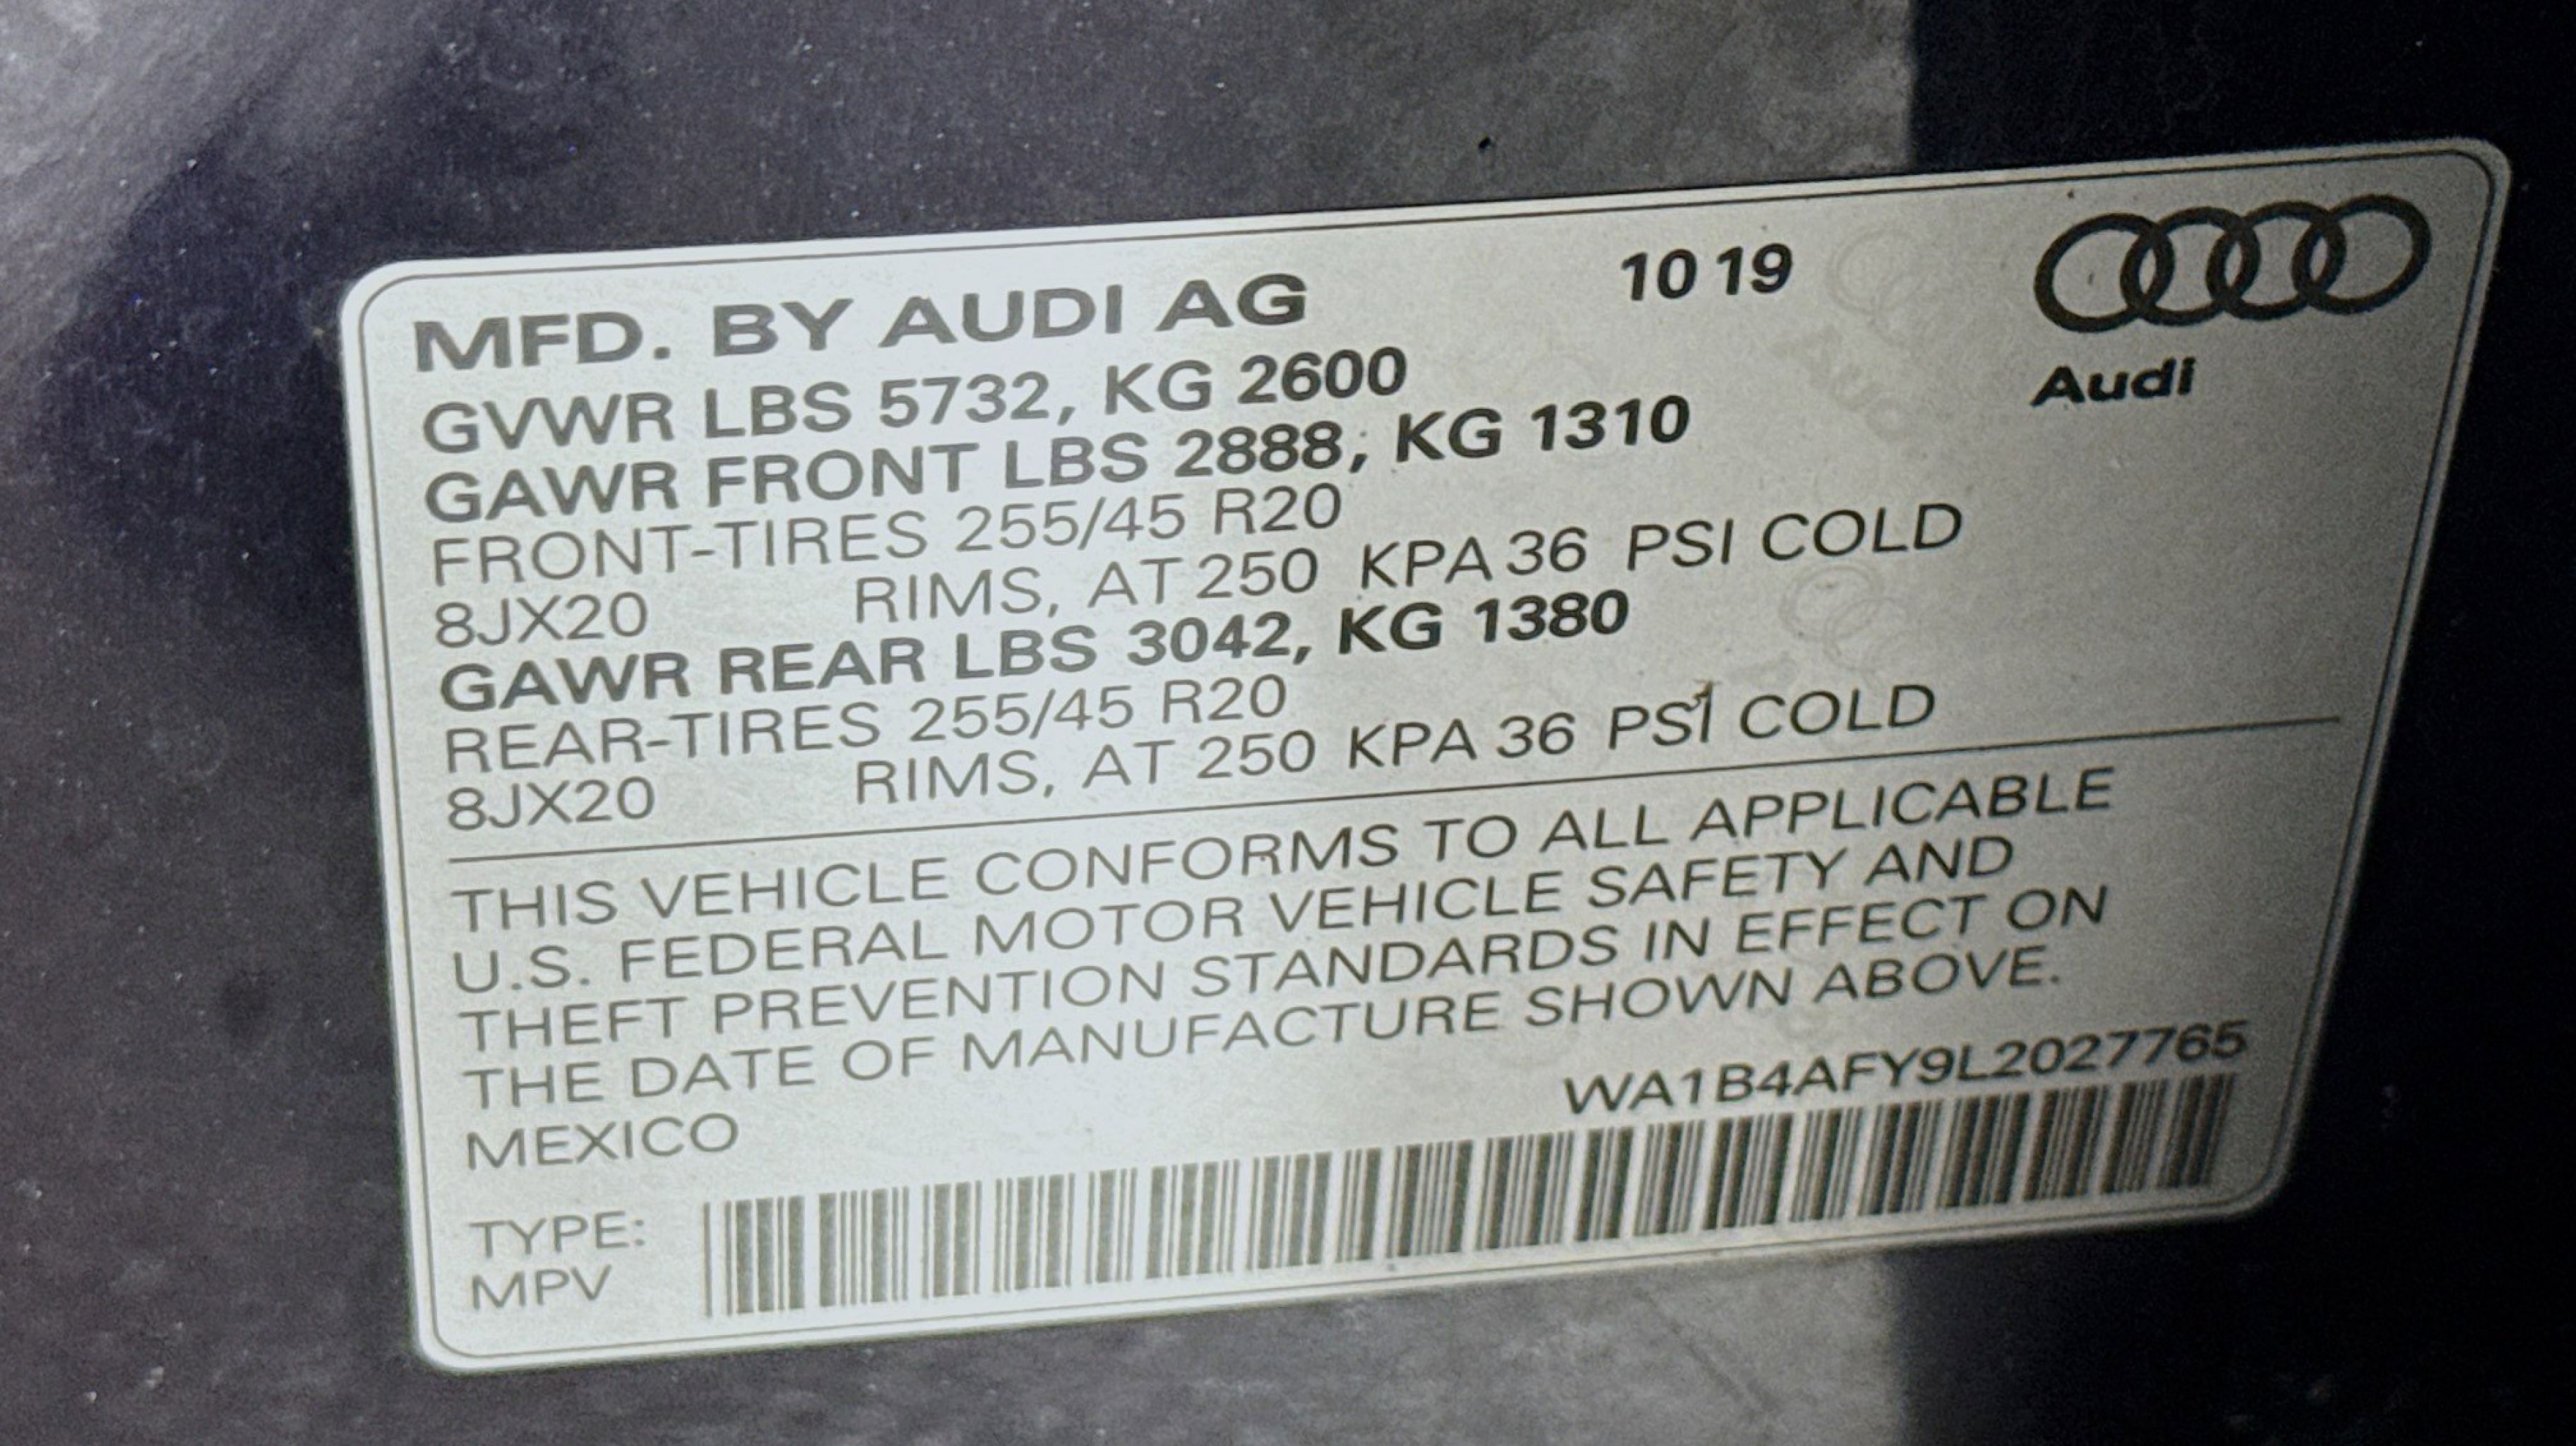 MFD. BY AUDI AG 10 19
Audi
GVWR LBS 5732, KG 2600
GAWR FRONT LBS 2888, KG 1310
FRONT-TIRES 255/45 R20
8JX20 RIMS, AT 250 KPA 36 PSI COLD
GAWR REAR LBS 3042, KG 1380
REAR-TIRES 255/45 R20
8JX20 RIMS, AT 250 KPA 36 PSI COLD
THIS VEHICLE CONFORMS TO ALL APPLICABLE
U.S. FEDERAL MOTOR VEHICLE SAFETY AND
THEFT PREVENTION STANDARDS IN EFFECT ON
THE DATE OF MANUFACTURE SHOWN ABOVE.
MEXICO WA1B4AFY9L2027765
TYPE:
MPV